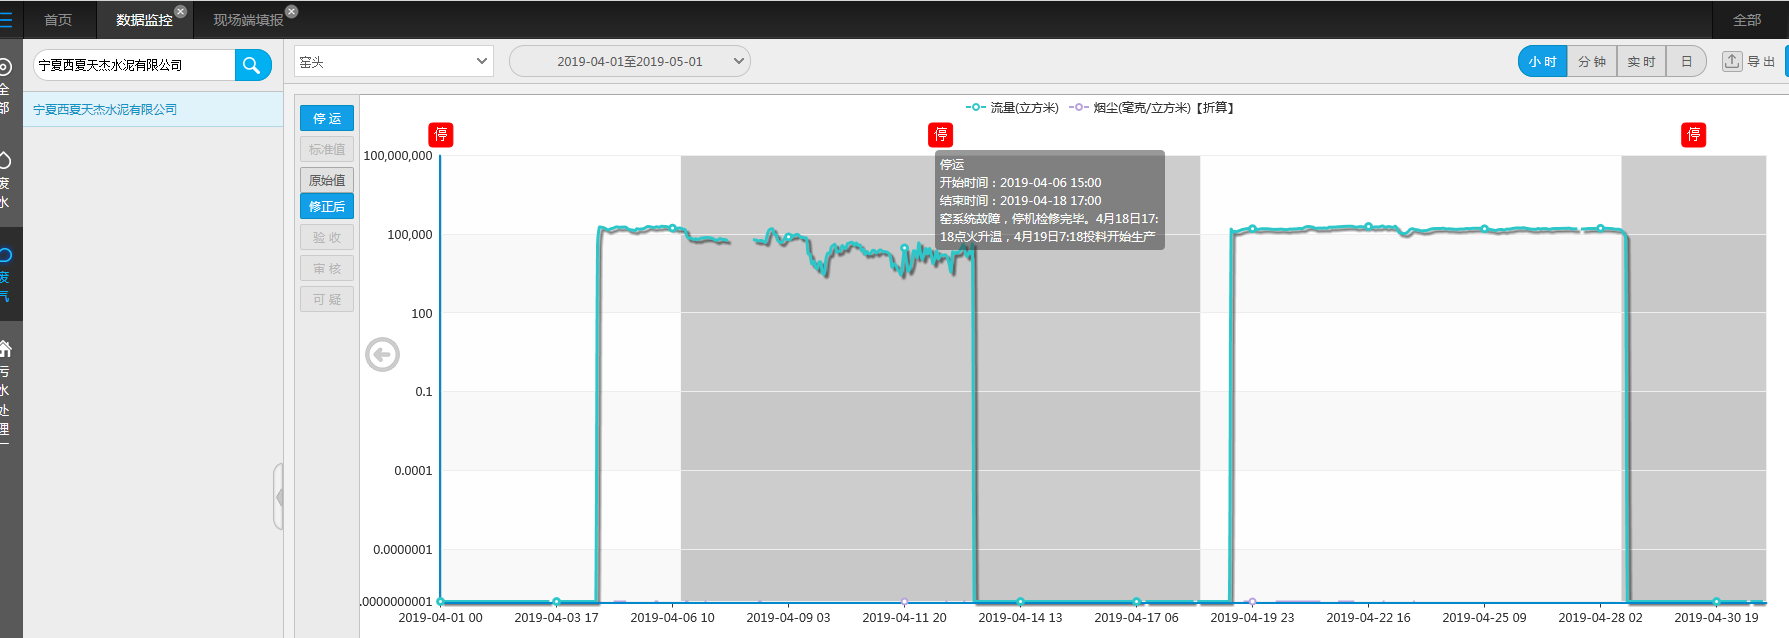 首页
数据监控
现场端填报
全部
宁夏西夏天杰水泥有限公司
窑头
2019-04-01至2019-05-01
小 时
分 钟
实 时
日
导 出
宁夏西夏天杰水泥有限公司
全
部
废
水
废
气
污
水
处
理
停 运
标准值
原始值
修正后
验 收
审 核
可 疑
流量(立方米)
烟尘(毫克/立方米)【折算】
停
停
停
停运
开始时间：2019-04-06 15:00
结束时间：2019-04-18 17:00
窑系统故障，停机检修完毕。4月18日17:
18点火升温，4月19日7:18投料开始生产
100,000,000
100,000
100
0.1
0.0001
0.0000001
.0000000001
2019-04-01 00
2019-04-03 17
2019-04-06 10
2019-04-09 03
2019-04-11 20
2019-04-14 13
2019-04-17 06
2019-04-19 23
2019-04-22 16
2019-04-25 09
2019-04-28 02
2019-04-30 19